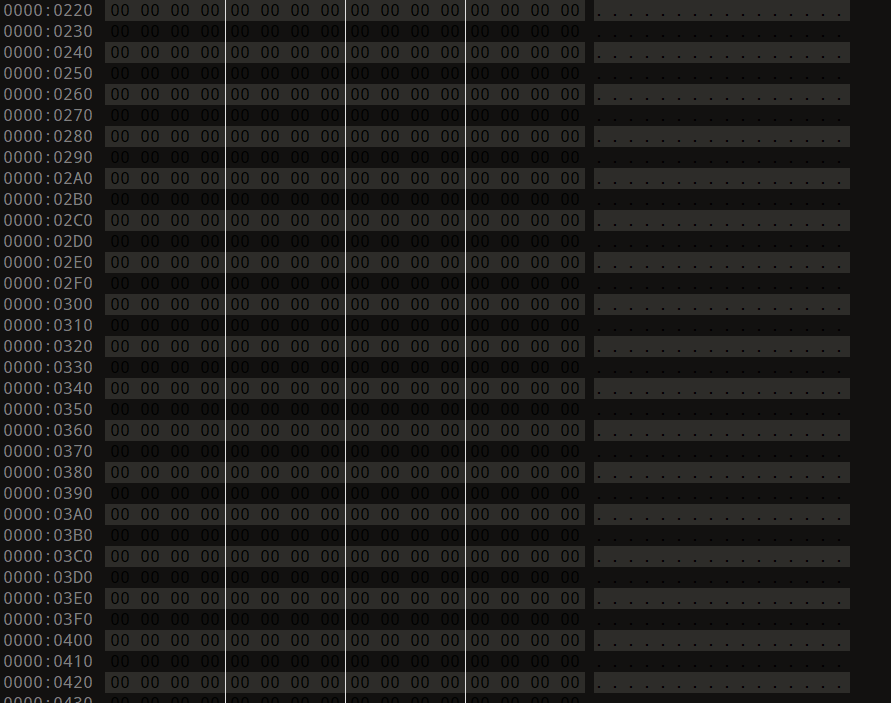 0000:0220 00 00 00 00 00 00 00 00 00 00 00 00 00 00 00 00 . . . . . . . . . . . . . . . .
0000:0230 00 00 00 00 00 00 00 00 00 00 00 00 00 00 00 00 . . . . . . . . . . . . . . . .
0000:0240 00 00 00 00 00 00 00 00 00 00 00 00 00 00 00 00 . . . . . . . . . . . . . . . .
0000:0250 00 00 00 00 00 00 00 00 00 00 00 00 00 00 00 00 . . . . . . . . . . . . . . . .
0000:0260 00 00 00 00 00 00 00 00 00 00 00 00 00 00 00 00 . . . . . . . . . . . . . . . .
0000:0270 00 00 00 00 00 00 00 00 00 00 00 00 00 00 00 00 . . . . . . . . . . . . . . . .
0000:0280 00 00 00 00 00 00 00 00 00 00 00 00 00 00 00 00 . . . . . . . . . . . . . . . .
0000:0290 00 00 00 00 00 00 00 00 00 00 00 00 00 00 00 00 . . . . . . . . . . . . . . . .
0000:02A0 00 00 00 00 00 00 00 00 00 00 00 00 00 00 00 00 . . . . . . . . . . . . . . . .
0000:02B0 00 00 00 00 00 00 00 00 00 00 00 00 00 00 00 00 . . . . . . . . . . . . . . . .
0000:02C0 00 00 00 00 00 00 00 00 00 00 00 00 00 00 00 00 . . . . . . . . . . . . . . . .
0000:02D0 00 00 00 00 00 00 00 00 00 00 00 00 00 00 00 00 . . . . . . . . . . . . . . . .
0000:02E0 00 00 00 00 00 00 00 00 00 00 00 00 00 00 00 00 . . . . . . . . . . . . . . . .
0000:02F0 00 00 00 00 00 00 00 00 00 00 00 00 00 00 00 00 . . . . . . . . . . . . . . . .
0000:0300 00 00 00 00 00 00 00 00 00 00 00 00 00 00 00 00 . . . . . . . . . . . . . . . .
0000:0310 00 00 00 00 00 00 00 00 00 00 00 00 00 00 00 00 . . . . . . . . . . . . . . . .
0000:0320 00 00 00 00 00 00 00 00 00 00 00 00 00 00 00 00 . . . . . . . . . . . . . . . .
0000:0330 00 00 00 00 00 00 00 00 00 00 00 00 00 00 00 00 . . . . . . . . . . . . . . . .
0000:0340 00 00 00 00 00 00 00 00 00 00 00 00 00 00 00 00 . . . . . . . . . . . . . . . .
0000:0350 00 00 00 00 00 00 00 00 00 00 00 00 00 00 00 00 . . . . . . . . . . . . . . . .
0000:0360 00 00 00 00 00 00 00 00 00 00 00 00 00 00 00 00 . . . . . . . . . . . . . . . .
0000:0370 00 00 00 00 00 00 00 00 00 00 00 00 00 00 00 00 . . . . . . . . . . . . . . . .
0000:0380 00 00 00 00 00 00 00 00 00 00 00 00 00 00 00 00 . . . . . . . . . . . . . . . .
0000:0390 00 00 00 00 00 00 00 00 00 00 00 00 00 00 00 00 . . . . . . . . . . . . . . . .
0000:03A0 00 00 00 00 00 00 00 00 00 00 00 00 00 00 00 00 . . . . . . . . . . . . . . . .
0000:03B0 00 00 00 00 00 00 00 00 00 00 00 00 00 00 00 00 . . . . . . . . . . . . . . . .
0000:03C0 00 00 00 00 00 00 00 00 00 00 00 00 00 00 00 00 . . . . . . . . . . . . . . . .
0000:03D0 00 00 00 00 00 00 00 00 00 00 00 00 00 00 00 00 . . . . . . . . . . . . . . . .
0000:03E0 00 00 00 00 00 00 00 00 00 00 00 00 00 00 00 00 . . . . . . . . . . . . . . . .
0000:03F0 00 00 00 00 00 00 00 00 00 00 00 00 00 00 00 00 . . . . . . . . . . . . . . . .
0000:0400 00 00 00 00 00 00 00 00 00 00 00 00 00 00 00 00 . . . . . . . . . . . . . . . .
0000:0410 00 00 00 00 00 00 00 00 00 00 00 00 00 00 00 00 . . . . . . . . . . . . . . . .
0000:0420 00 00 00 00 00 00 00 00 00 00 00 00 00 00 00 00 . . . . . . . . . . . . . . . .